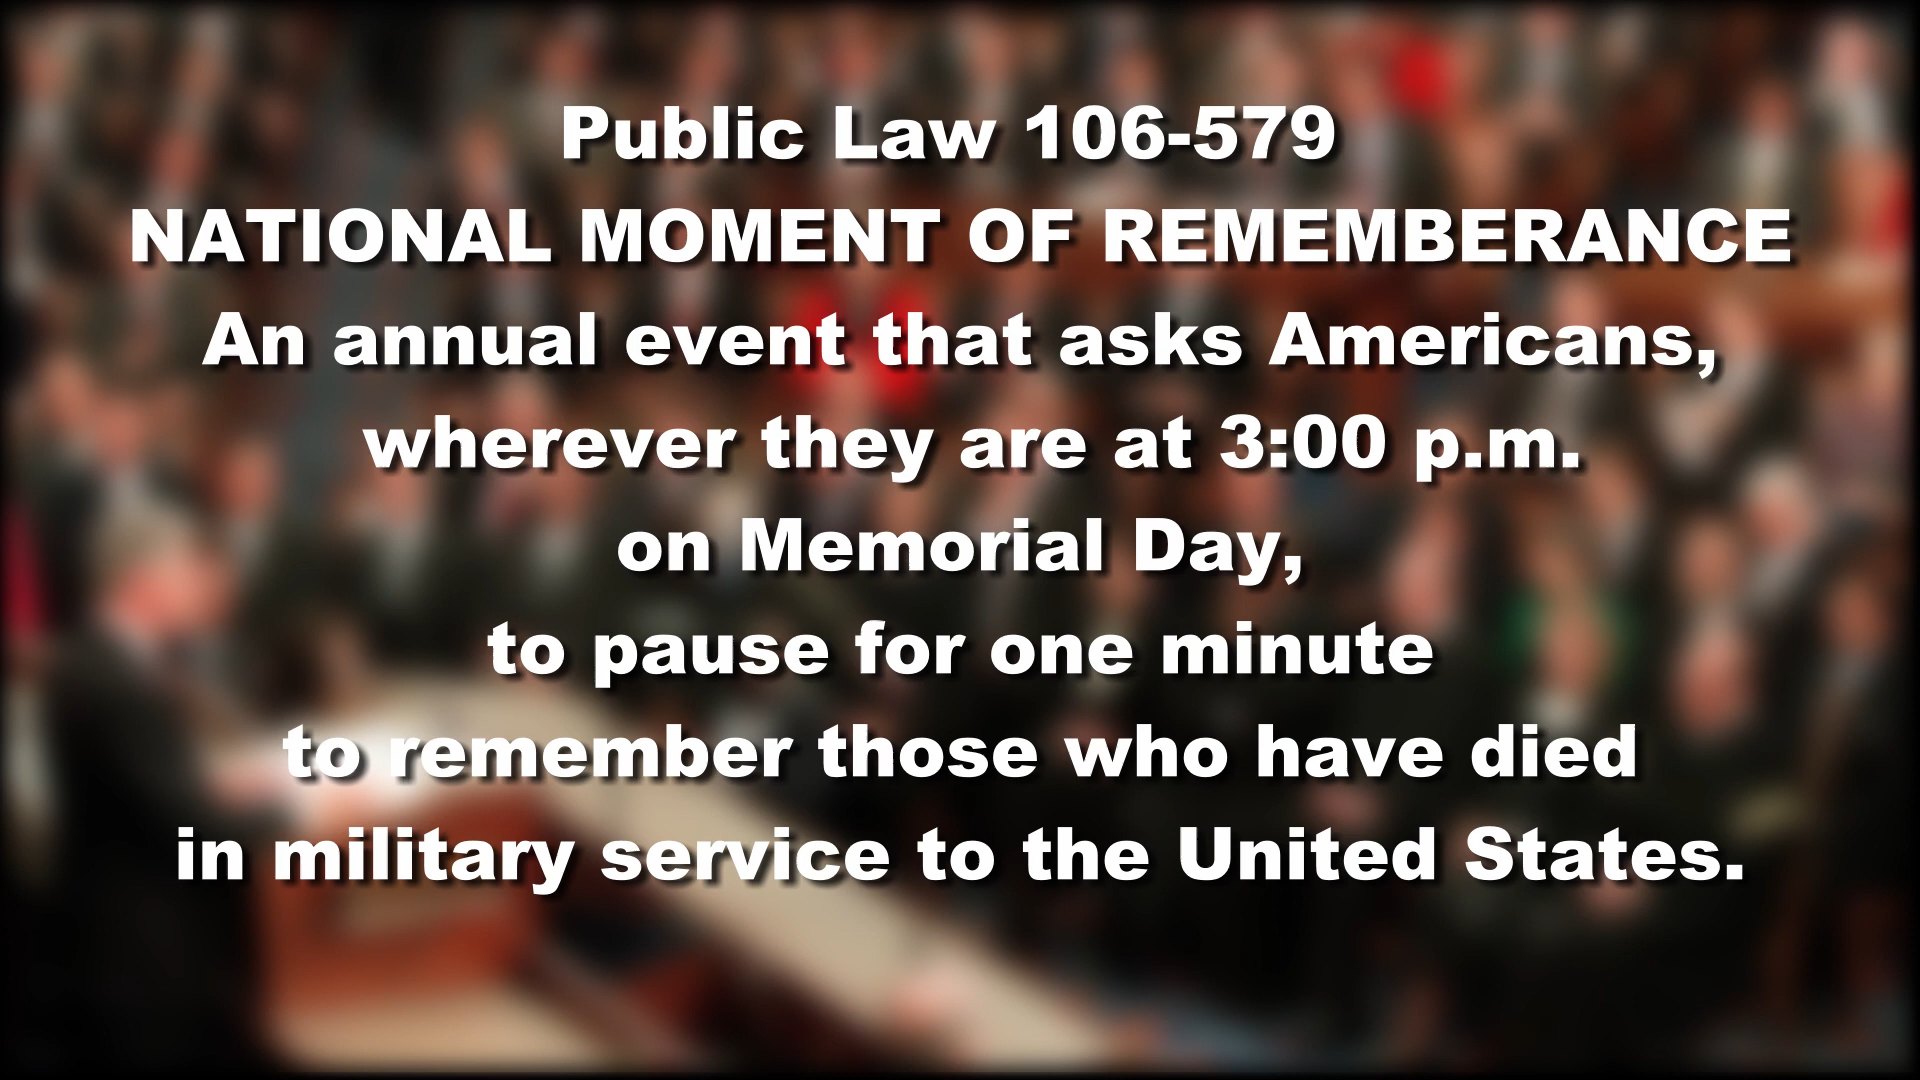 Public Law 106-579
NATIONAL MOMENT OF REMEMBERANCE
An annual event that asks Americans,
wherever they are at 3:00 p.m.
on Memorial Day,
to pause for one minute
to remember those who have died
in military service to the United States.